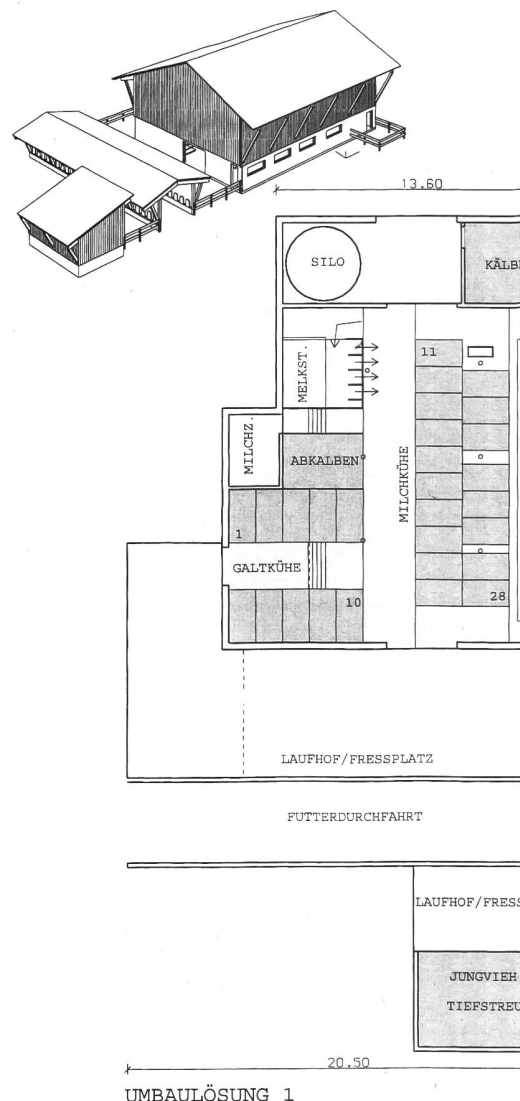 13.60
SILO
KÄLB
MELKST.
11
MILCHZ.
ABKALBEN
MILCHKÜHE
1
GALTKÜHE
10
28
LAUFHOF/FRESSPLATZ
FUTTERDURCHFAHRT
LAUFHOF/FRESS
JUNGVIEH
TIEFSTREU
20.50
UMBAULÖSUNG 1